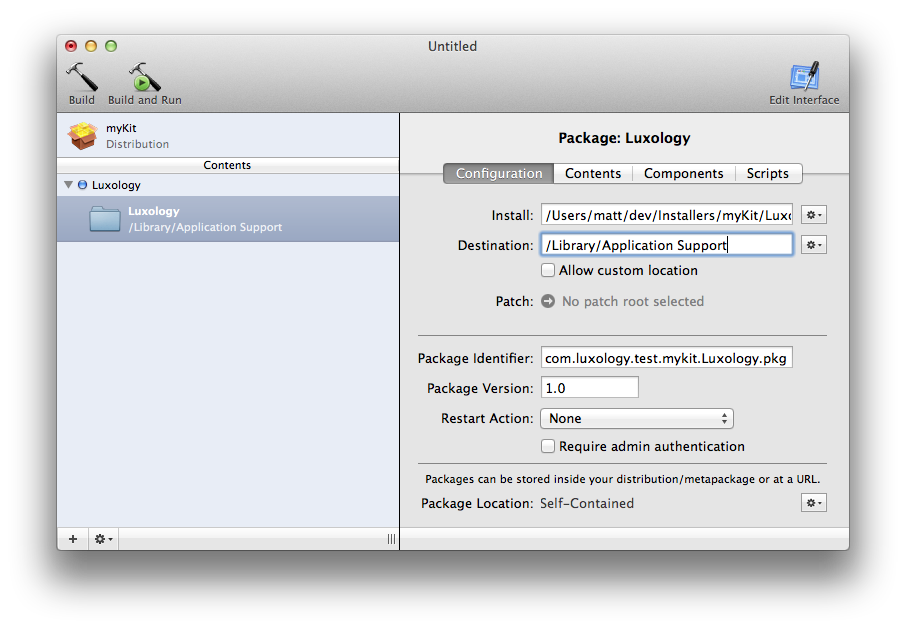 Untitled
Build
Build and Run
Edit Interface
myKit
Distribution
Contents
Luxology
Luxology
/Library/Application Support
Package: Luxology
Configuration
Contents
Components
Scripts
Install: /Users/matt/dev/Installers/myKit/Lux
Destination: /Library/Application Support
Allow custom location
Patch: No patch root selected
Package Identifier: com.luxology.test.mykit.Luxology.pkg
Package Version: 1.0
Restart Action: None
Require admin authentication
Packages can be stored inside your distribution/metapackage or at a URL.
Package Location: Self-Contained